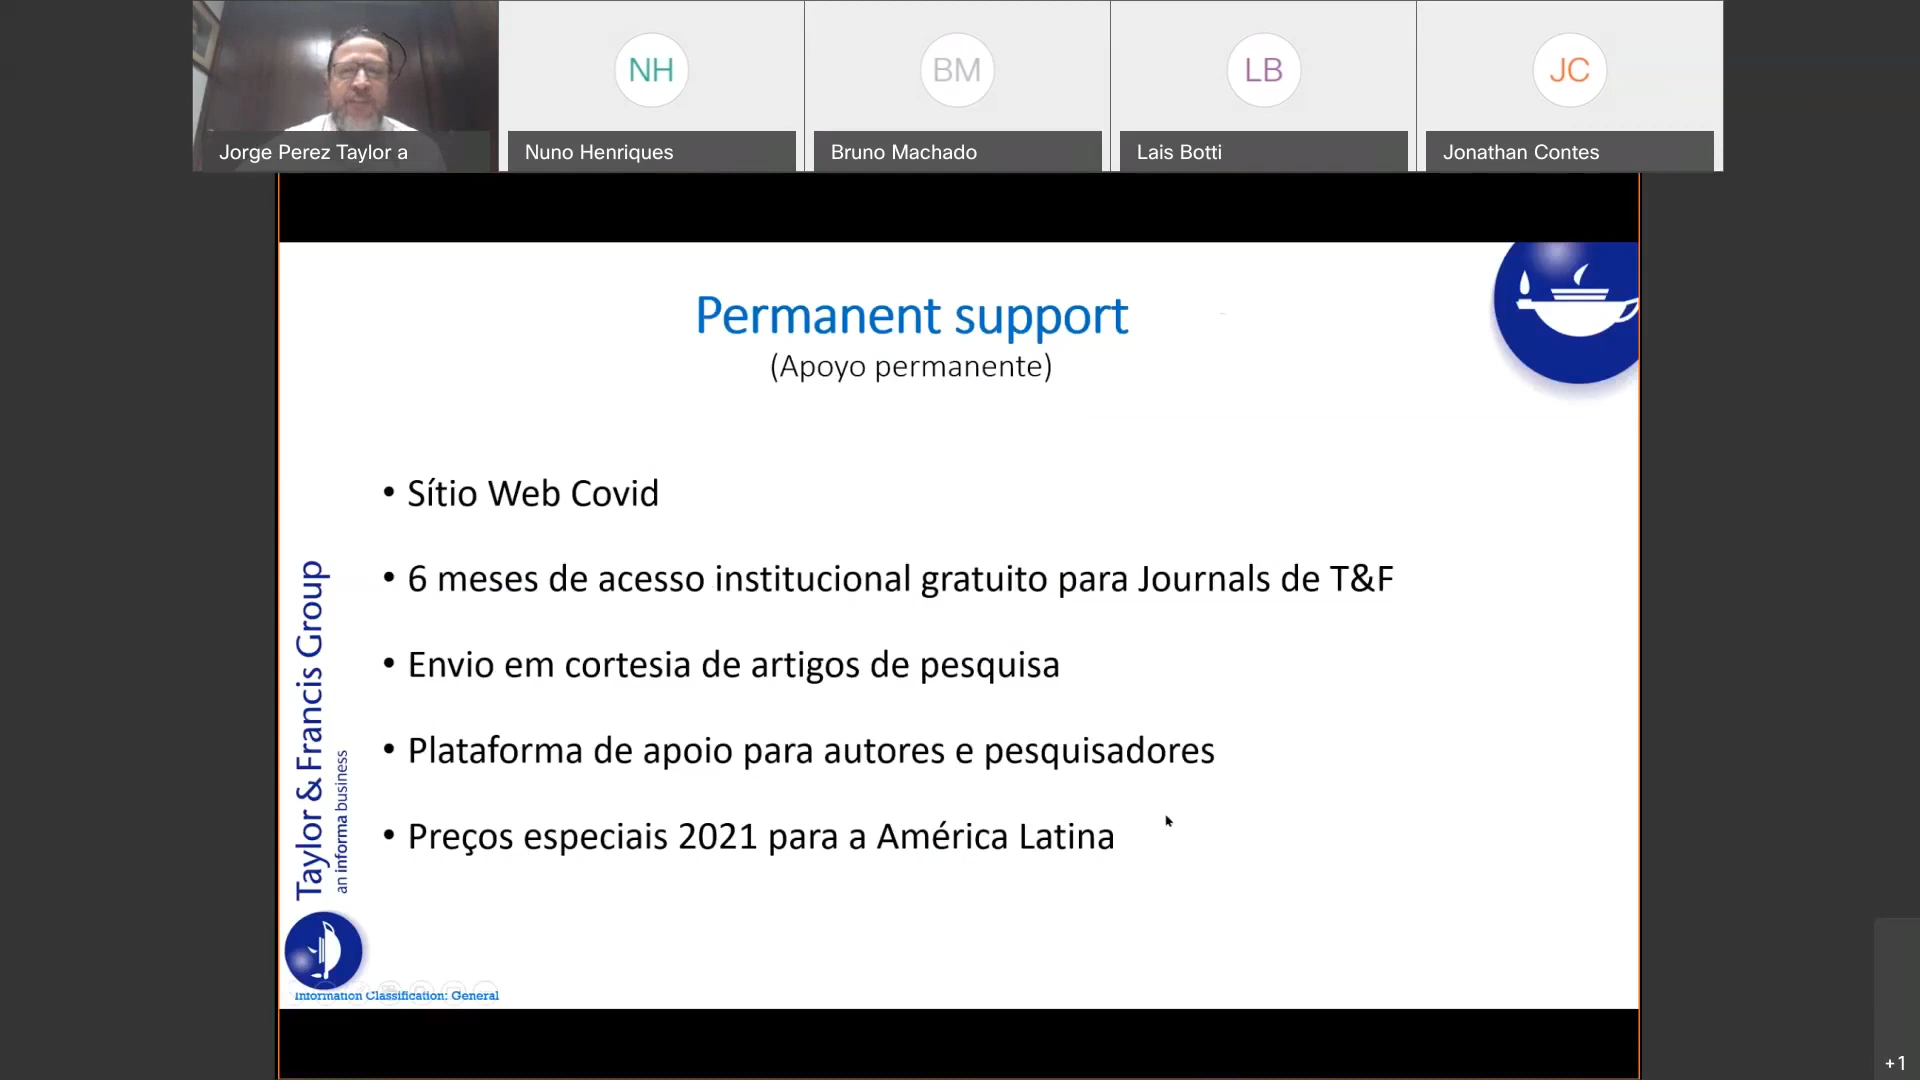 NH
BM
LB
JC
Jorge Perez Taylor a
Nuno Henriques
Bruno Machado
Lais Botti
Jonathan Contes
Permanent support
(Apoyo permanente)
• Sítio Web Covid
• 6 meses de acesso institucional gratuito para Journals de T&F
• Envio em cortesia de artigos de pesquisa
• Plataforma de apoio para autores e pesquisadores
• Preços especiais 2021 para a América Latina
Taylor & Francis Group
an informa business
Information Classification: General
+1